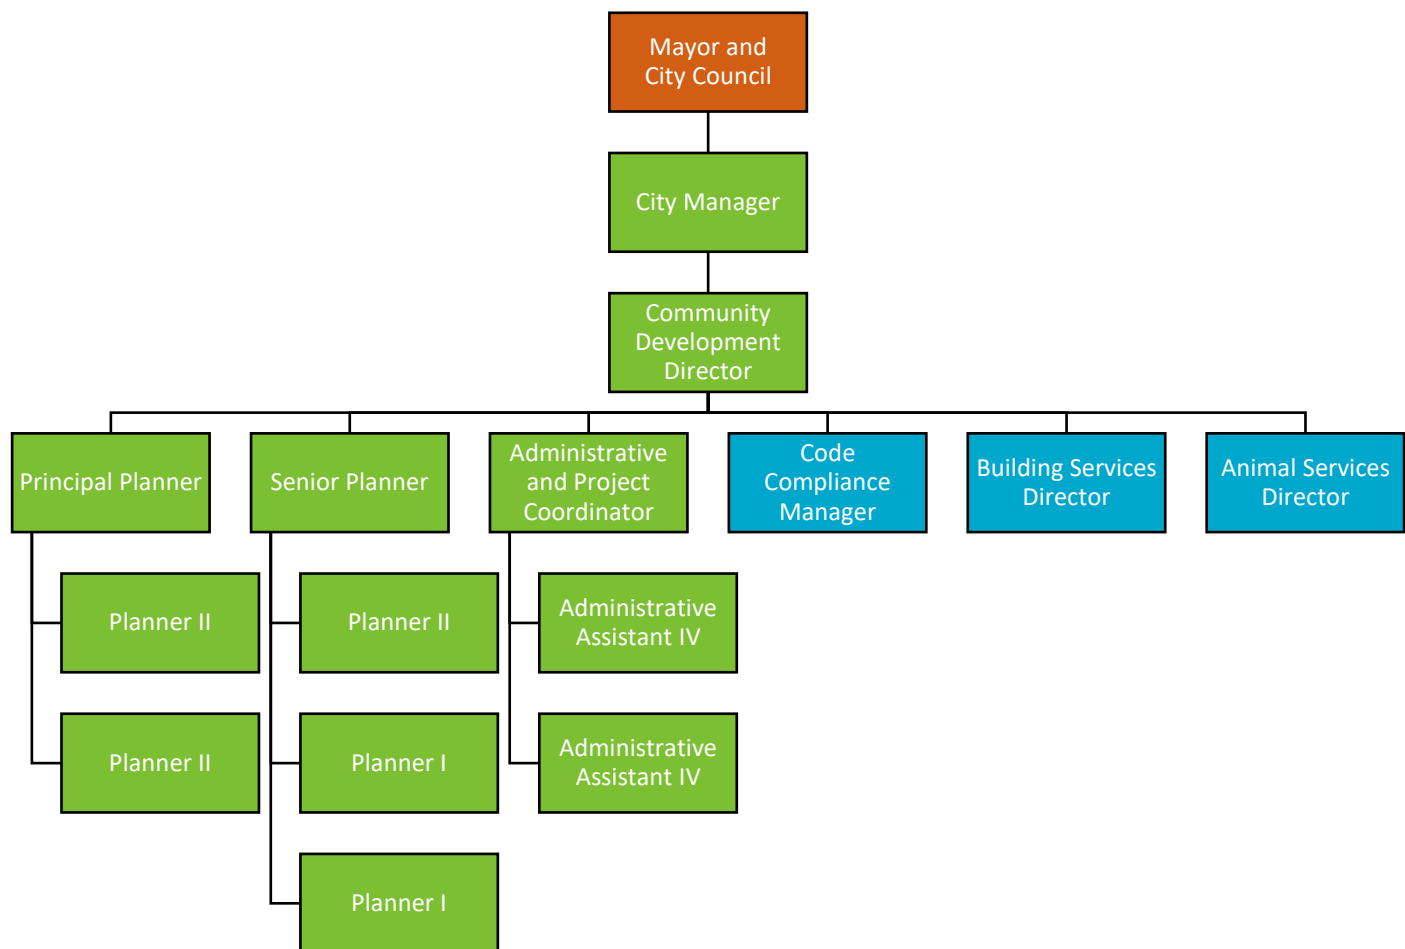 Mayor and
City Council
City Manager
Community
Development
Director
Principal Planner
Senior Planner
Administrative
and Project
Coordinator
Code
Compliance
Manager
Building Services
Director
Animal Services
Director
Planner II
Planner II
Administrative
Assistant IV
Planner II
Planner I
Administrative
Assistant IV
Planner I